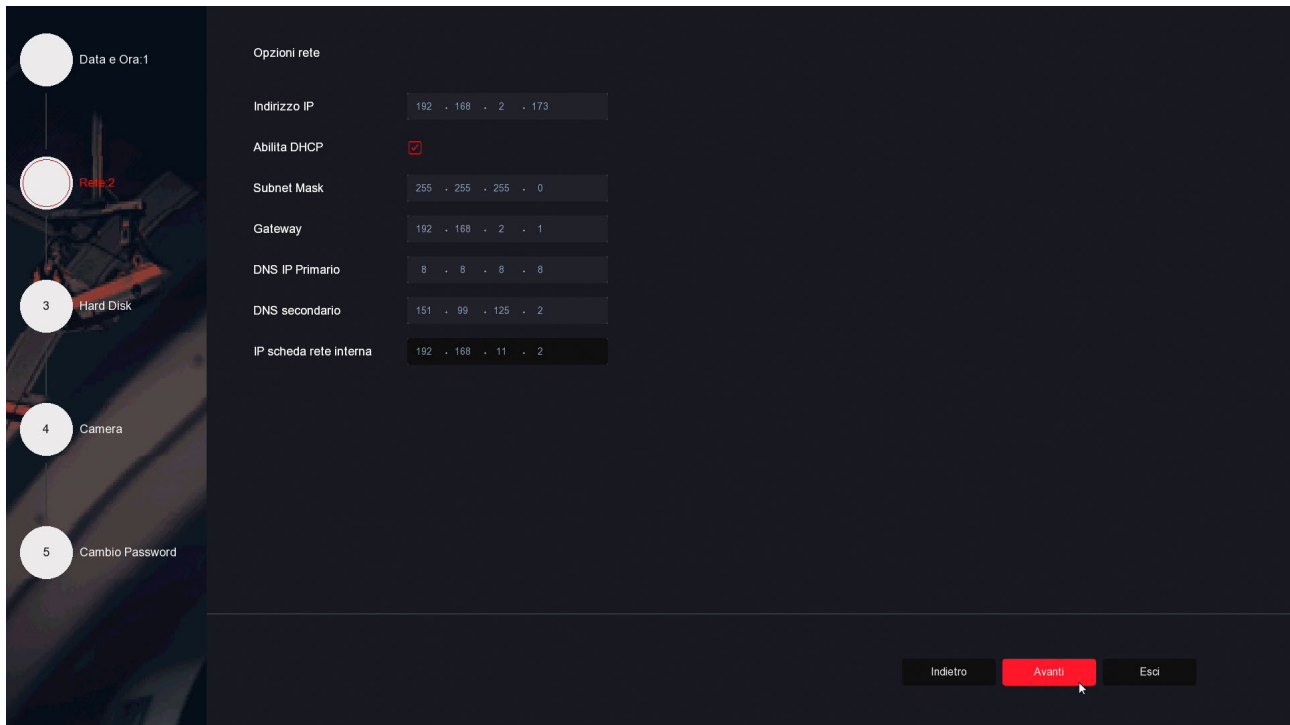 Data e Ora:1
Rete:2
3 Hard Disk
4 Camera
5 Cambio Password
Opzioni rete
Indirizzo IP 192 . 168 . 2 . 173
Abilita DHCP
Subnet Mask 255 . 255 . 255 . 0
Gateway 192 . 168 . 2 . 1
DNS IP Primario 8 . 8 . 8 . 8
DNS secondario 151 . 99 . 125 . 2
IP scheda rete interna 192 . 168 . 11 . 2
Indietro Avanti Esci